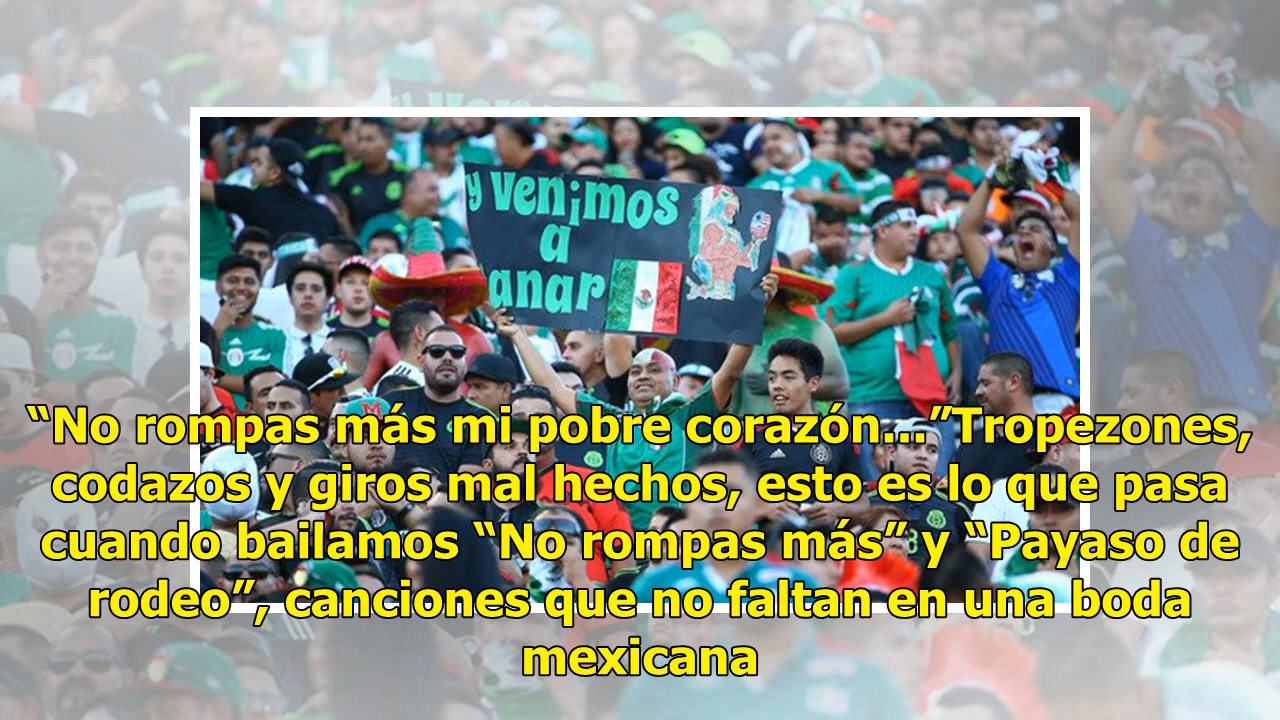 y venimos
a
ganar
“No rompas más mi pobre corazón...”Tropezones,
codazos y giros mal hechos, esto es lo que pasa
cuando bailamos “No rompas más” y “Payaso de
rodeo”, canciones que no faltan en una boda
mexicana